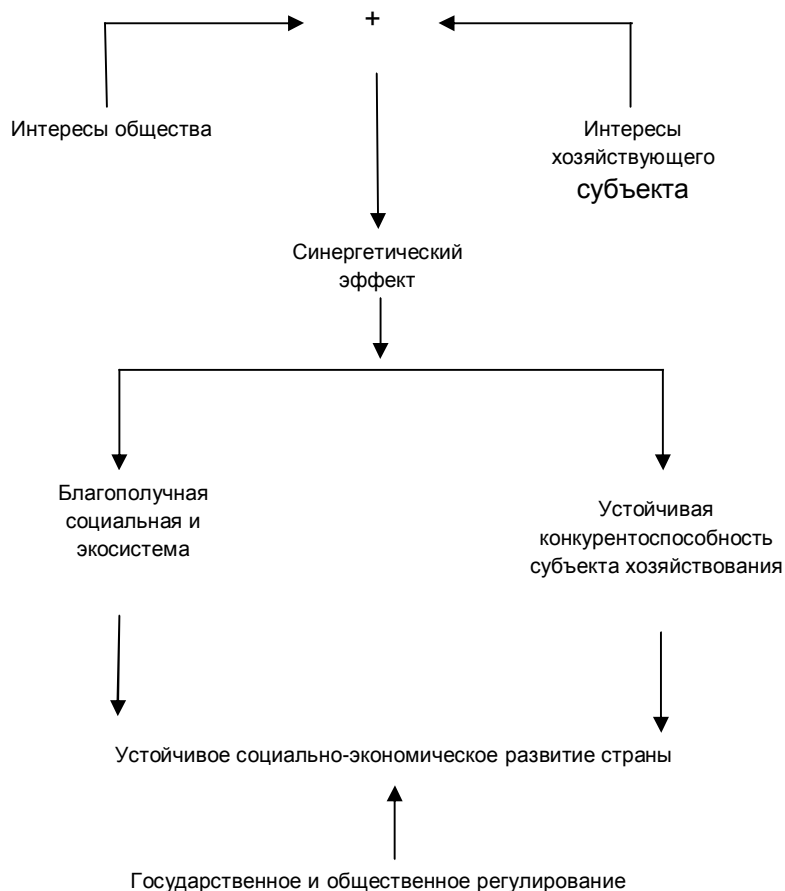 +
Интересы общества
Интересы
хозяйствующего
субъекта
Синергетический
эффект
Благополучная
социальная и
экосистема
Устойчивая
конкурентоспособность
субъекта хозяйствования
Устойчивое социально-экономическое развитие страны
Государственное и общественное регулирование